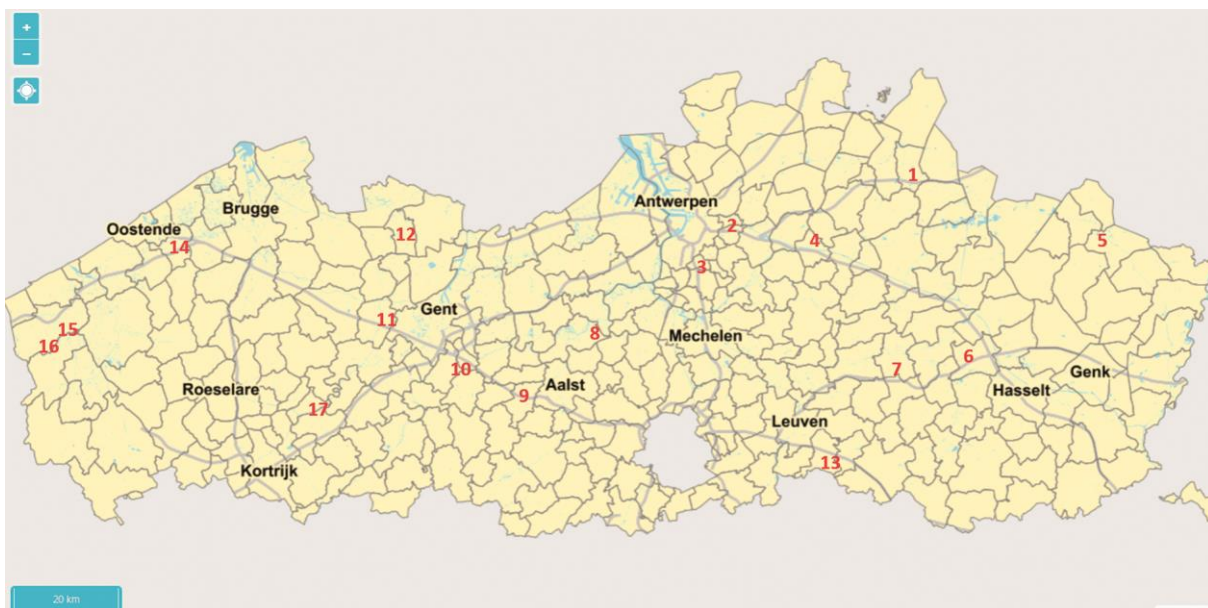 +
−
1
Antwerpen
Brugge
2
Oostende
12
4
5
14
3
Gent
11
15
8
Mechelen
16
6
10
7
Genk
Aalst
Roeselare
Hasselt
9
17
Leuven
13
Kortrijk
20 km